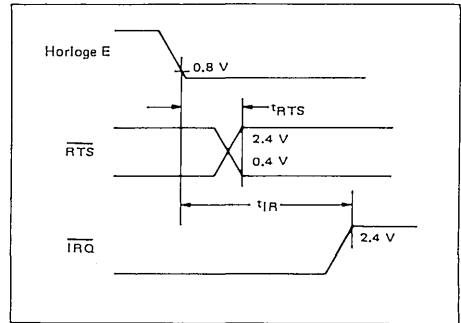 Horloge E
0.8 V
tRTS
RTS
2.4 V
0.4 V
tIR
IRQ
2.4 V